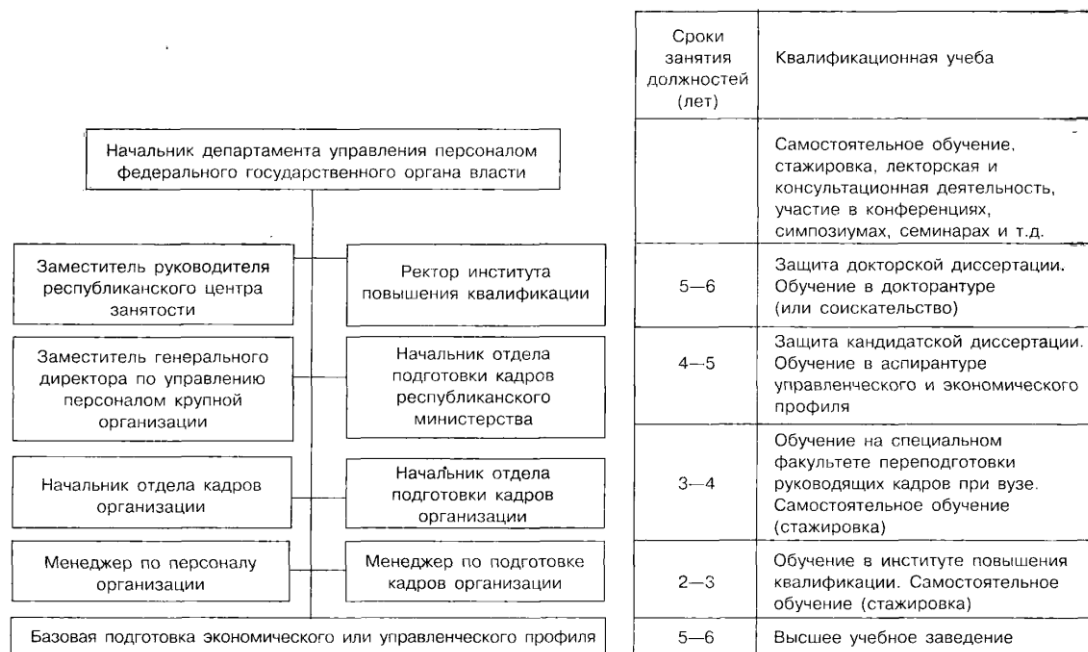 Начальник департамента управления персоналом
федерального государственного органа власти
Заместитель руководителя
республиканского центра
занятости
Ректор института
повышения квалификации
Заместитель генерального
директора по управлению
персоналом крупной
организации
Начальник отдела
подготовки кадров
республиканского
министерства
Начальник отдела кадров
организации
Начальник отдела
подготовки кадров
организации
Менеджер по персоналу
организации
Менеджер по подготовке
кадров организации
Базовая подготовка экономического или управленческого профиля
Сроки
занятия
должностей
(лет)
Квалификационная учеба
Самостоятельное обучение,
стажировка, лекторская и
консультационная деятельность,
участие в конференциях,
симпозиумах, семинарах и т.д.
5—6
Защита докторской диссертации.
Обучение в докторантуре
(или соискательство)
4—5
Защита кандидатской диссертации.
Обучение в аспирантуре
управленческого и экономического
профиля
3—4
Обучение на специальном
факультете переподготовки
руководящих кадров при вузе.
Самостоятельное обучение
(стажировка)
2—3
Обучение в институте повышения
квалификации. Самостоятельное
обучение (стажировка)
5—6
Высшее учебное заведение